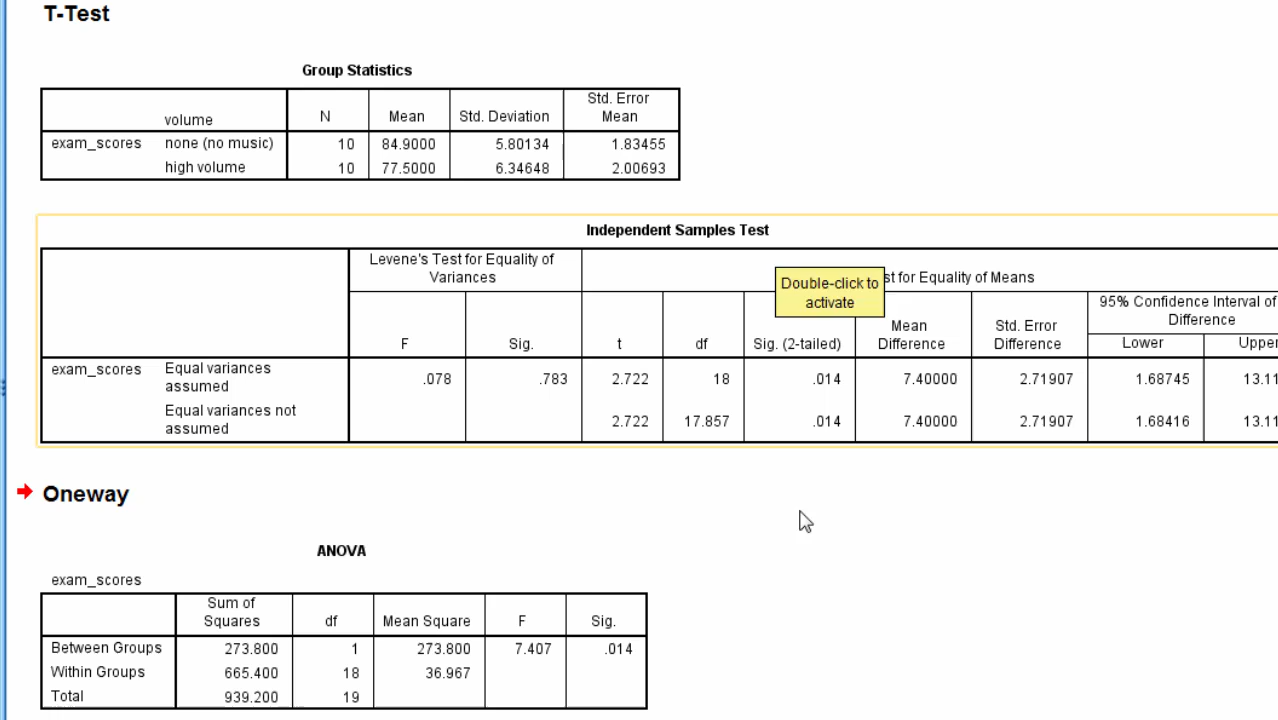 T-Test
Group Statistics
volume N Mean Std. Deviation Std. Error Mean
exam_scores none (no music) 10 84.9000 5.80134 1.83455
high volume 10 77.5000 6.34648 2.00693
Independent Samples Test
Levene's Test for Equality of Variances
Double-click to activate
st for Equality of Means
F Sig. t df Sig. (2-tailed) Mean Difference Std. Error Difference
95% Confidence Interval of Difference
Lower Upper
exam_scores Equal variances assumed .078 .783 2.722 18 .014 7.40000 2.71907 1.68745 13.11
Equal variances not assumed 2.722 17.857 .014 7.40000 2.71907 1.68416 13.11
Oneway
ANOVA
exam_scores
Sum of Squares df Mean Square F Sig.
Between Groups 273.800 1 273.800 7.407 .014
Within Groups 665.400 18 36.967
Total 939.200 19